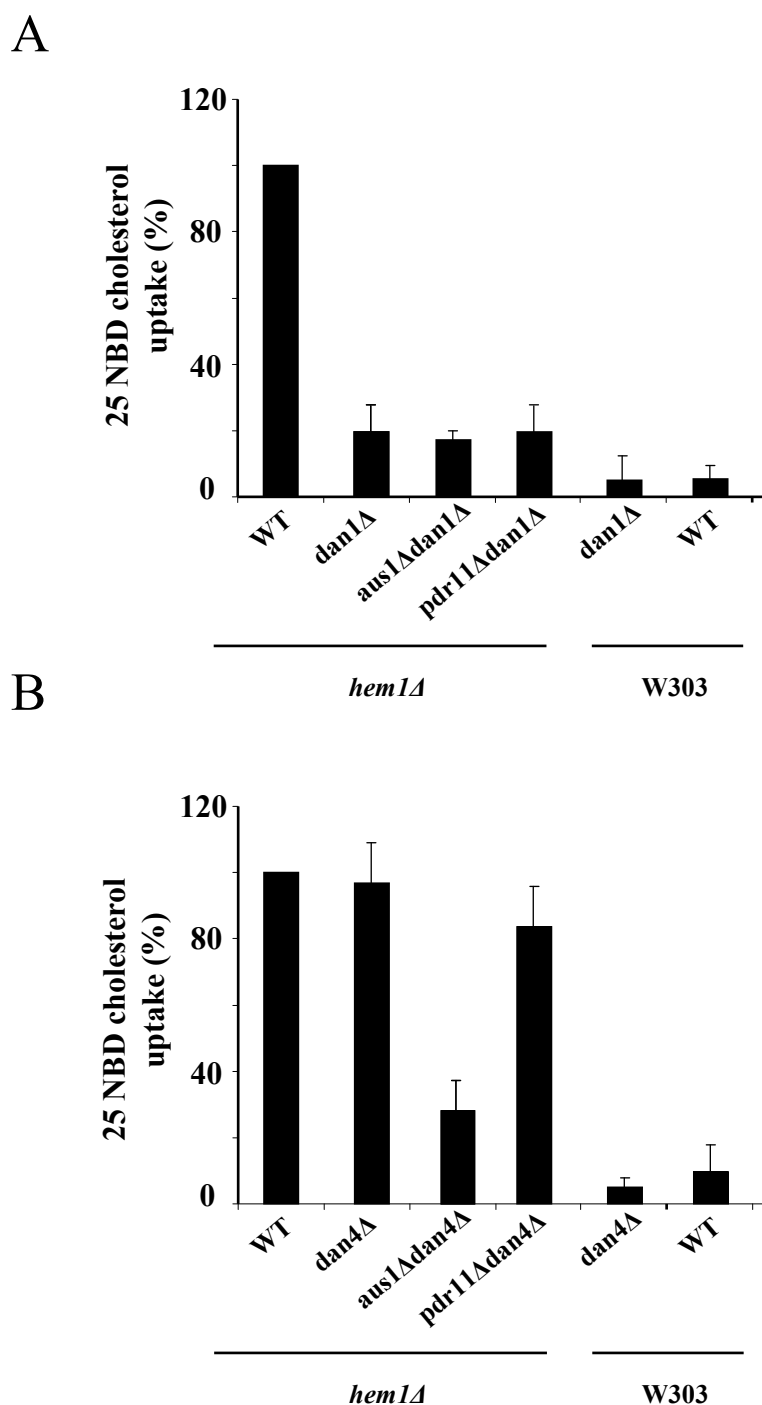 A
120
80
40
0
25 NBD cholesterol
uptake (%)
WT
dan1Δ
aus1Δdan1Δ
pdr11Δdan1Δ
dan1Δ
WT
hem1Δ
W303
B
120
80
40
0
25 NBD cholesterol
uptake (%)
WT
dan4Δ
aus1Δdan4Δ
pdr11Δdan4Δ
dan4Δ
WT
hem1Δ
W303